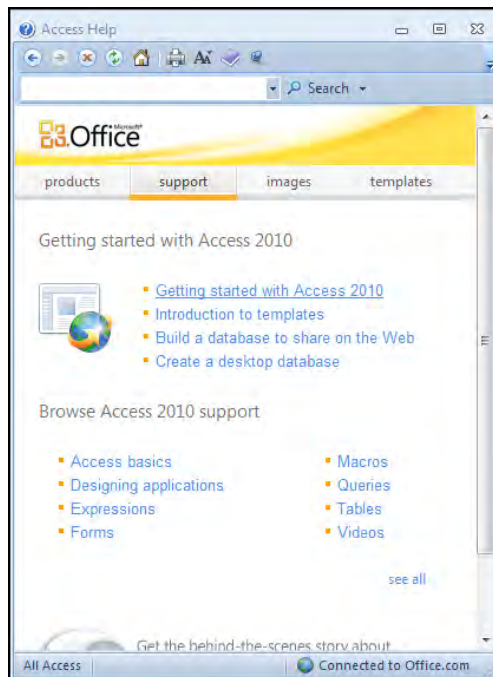 Access Help
Search
Microsoft
Office
products support images templates
Getting started with Access 2010
Getting started with Access 2010
Introduction to templates
Build a database to share on the Web
Create a desktop database
Browse Access 2010 support
Access basics
Designing applications
Expressions
Forms
Macros
Queries
Tables
Videos
see all
Get the behind-the-scenes story about
All Access
Connected to Office.com